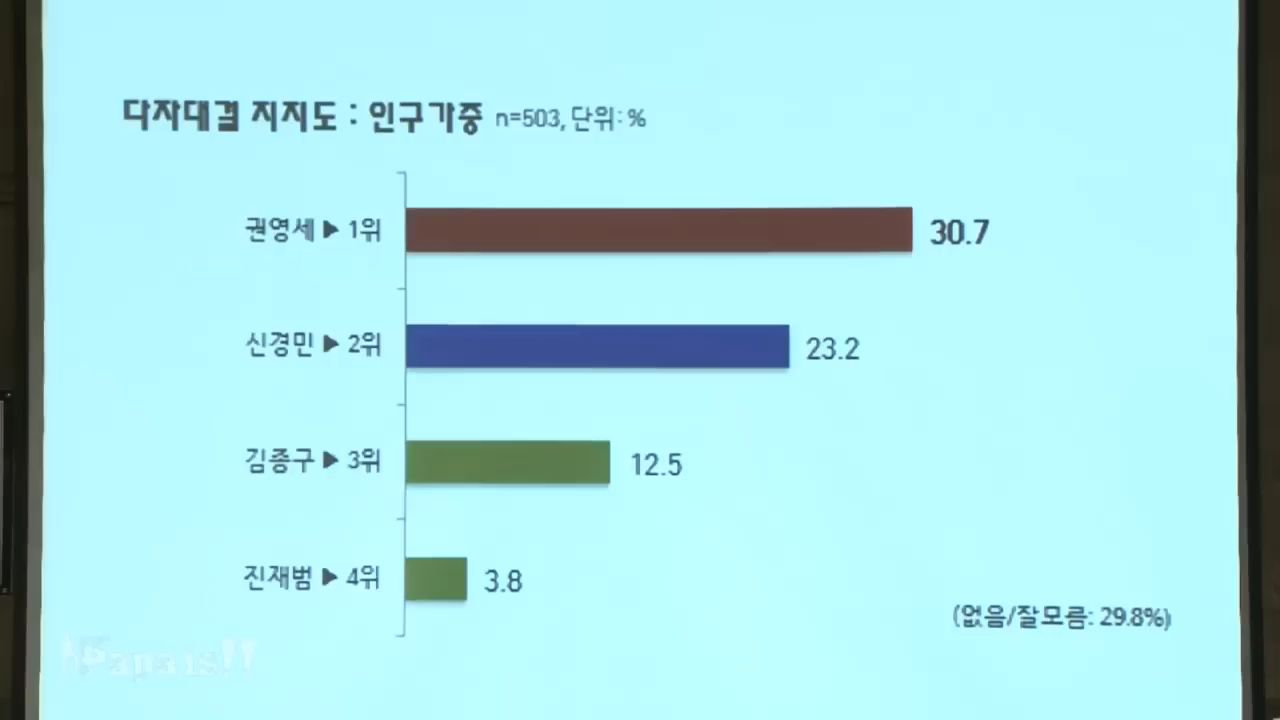 다자대결 지지도 : 인구가중 n=503, 단위: %
권영세 ▶ 1위 30.7
신경민 ▶ 2위 23.2
김종구 ▶ 3위 12.5
진재범 ▶ 4위 3.8
(없음/잘모름: 29.8%)
Papa is!!